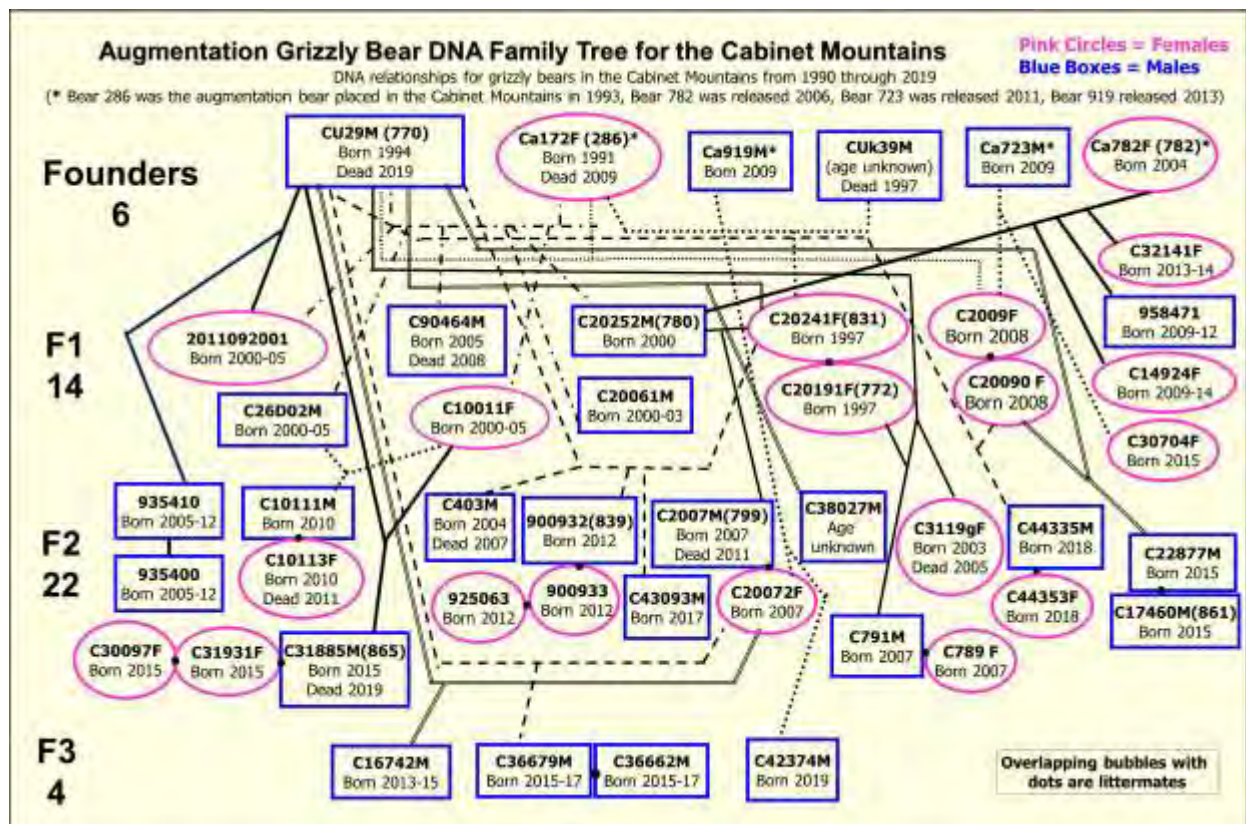 Augmentation Grizzly Bear DNA Family Tree for the Cabinet Mountains
Pink Circles = Females
Blue Boxes = Males
DNA relationships for grizzly bears in the Cabinet Mountains from 1990 through 2019
(* Bear 286 was the augmentation bear placed in the Cabinet Mountains in 1993, Bear 782 was released 2006, Bear 723 was released 2011, Bear 919 released 2013)
Founders
6
CU29M (770)
Born 1994
Dead 2019
Ca172F (286)*
Born 1991
Dead 2009
Ca919M*
Born 2009
CUk39M
(age unknown)
Dead 1997
Ca723M*
Born 2009
Ca782F (782)*
Born 2004
C32141F
Born 2013-14
958471
Born 2009-12
C14924F
Born 2009-14
C30704F
Born 2015
F1
14
2011092001
Born 2000-05
C90464M
Born 2005
Dead 2008
C20252M(780)
Born 2000
C20241F(831)
Born 1997
C2009F
Born 2008
C26D02M
Born 2000-05
C10011F
Born 2000-05
C20061M
Born 2000-03
C20191F(772)
Born 1997
C20090 F
Born 2008
F2
22
935410
Born 2005-12
935400
Born 2005-12
C10111M
Born 2010
C10113F
Born 2010
Dead 2011
C403M
Born 2004
Dead 2007
900932(839)
Born 2012
C2007M(799)
Born 2007
Dead 2011
C38027M
Age
unknown
C3119gF
Born 2003
Dead 2005
C44335M
Born 2018
C22877M
Born 2015
925063
Born 2012
900933
Born 2012
C43093M
Born 2017
C20072F
Born 2007
C44353F
Born 2018
C17460M(861)
Born 2015
C30097F
Born 2015
C31931F
Born 2015
C31885M(865)
Born 2015
Dead 2019
C791M
Born 2007
C789 F
Born 2007
F3
4
C16742M
Born 2013-15
C36679M
Born 2015-17
C36662M
Born 2015-17
C42374M
Born 2019
Overlapping bubbles with
dots are littermates